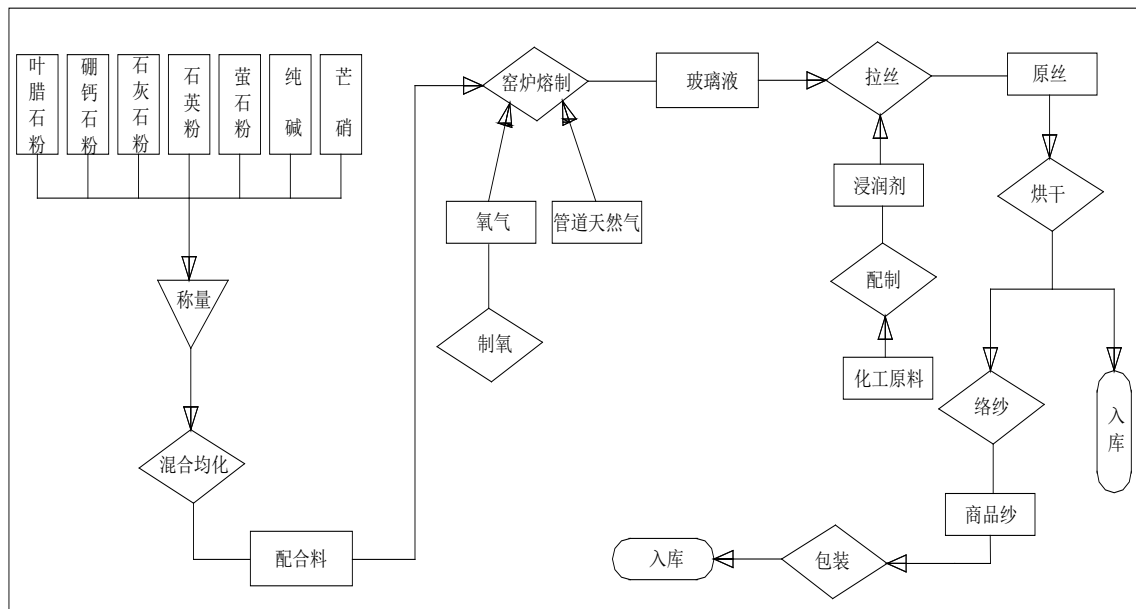 叶腊石粉
硼钙石粉
石灰石粉
石英粉
萤石粉
纯碱
芒硝
窑炉熔制
玻璃液
拉丝
原丝
氧气
管道天然气
浸润剂
烘干
称量
制氧
配制
化工原料
络纱
入库
混合均化
配合料
商品纱
入库
包装